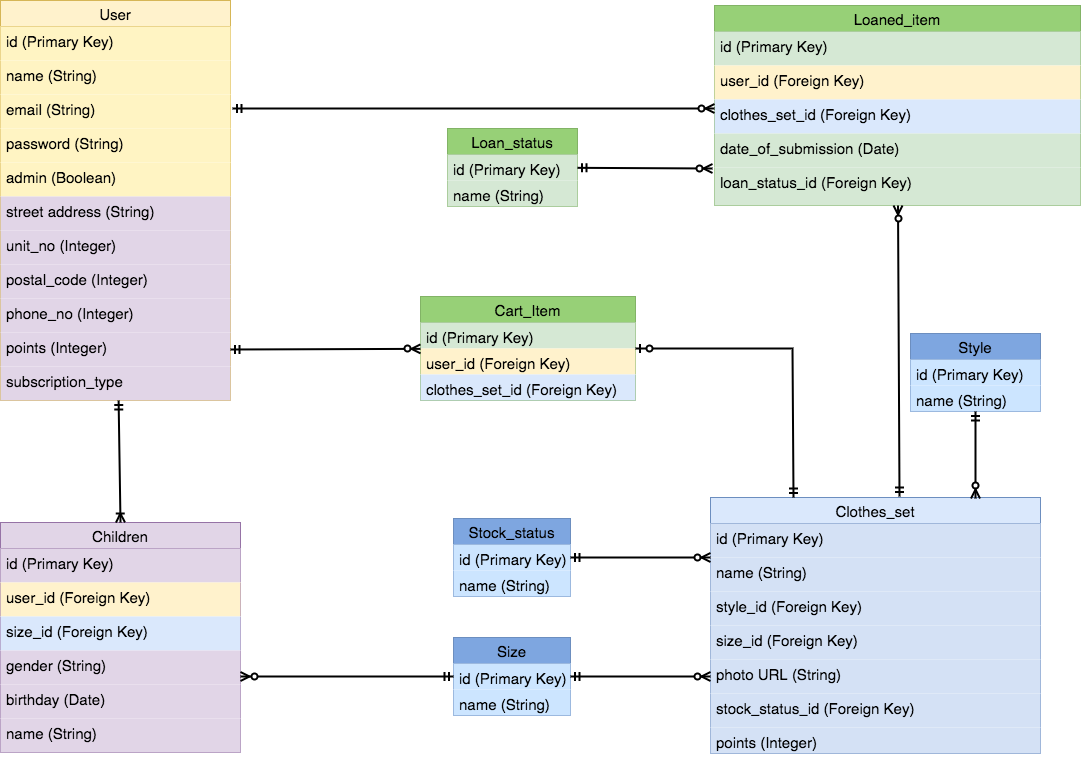 User
id (Primary Key)
name (String)
email (String)
password (String)
admin (Boolean)
street address (String)
unit_no (Integer)
postal_code (Integer)
phone_no (Integer)
points (Integer)
subscription_type
Loaned_item
id (Primary Key)
user_id (Foreign Key)
clothes_set_id (Foreign Key)
date_of_submission (Date)
loan_status_id (Foreign Key)
Loan_status
id (Primary Key)
name (String)
Cart_Item
id (Primary Key)
user_id (Foreign Key)
clothes_set_id (Foreign Key)
Style
id (Primary Key)
name (String)
Children
id (Primary Key)
user_id (Foreign Key)
size_id (Foreign Key)
gender (String)
birthday (Date)
name (String)
Stock_status
id (Primary Key)
name (String)
Size
id (Primary Key)
name (String)
Clothes_set
id (Primary Key)
name (String)
style_id (Foreign Key)
size_id (Foreign Key)
photo URL (String)
stock_status_id (Foreign Key)
points (Integer)